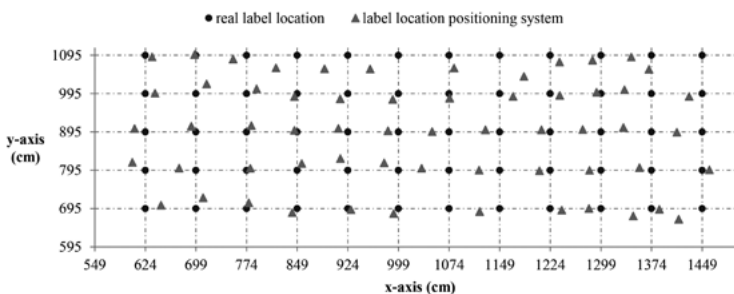 real label location label location positioning system
1095
995
895
y-axis
(cm)
795
695
595
549 624 699 774 849 924 999 1074 1149 1224 1299 1374 1449
x-axis (cm)